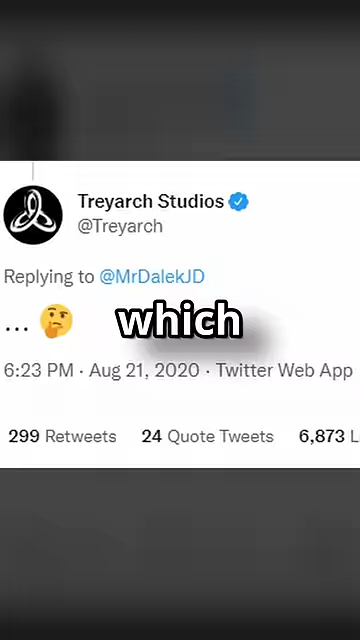 Treyarch Studios
@Treyarch
Replying to @MrDalekJD
... 🤔
which
6:23 PM · Aug 21, 2020 · Twitter Web App
299 Retweets 24 Quote Tweets 6,873 L